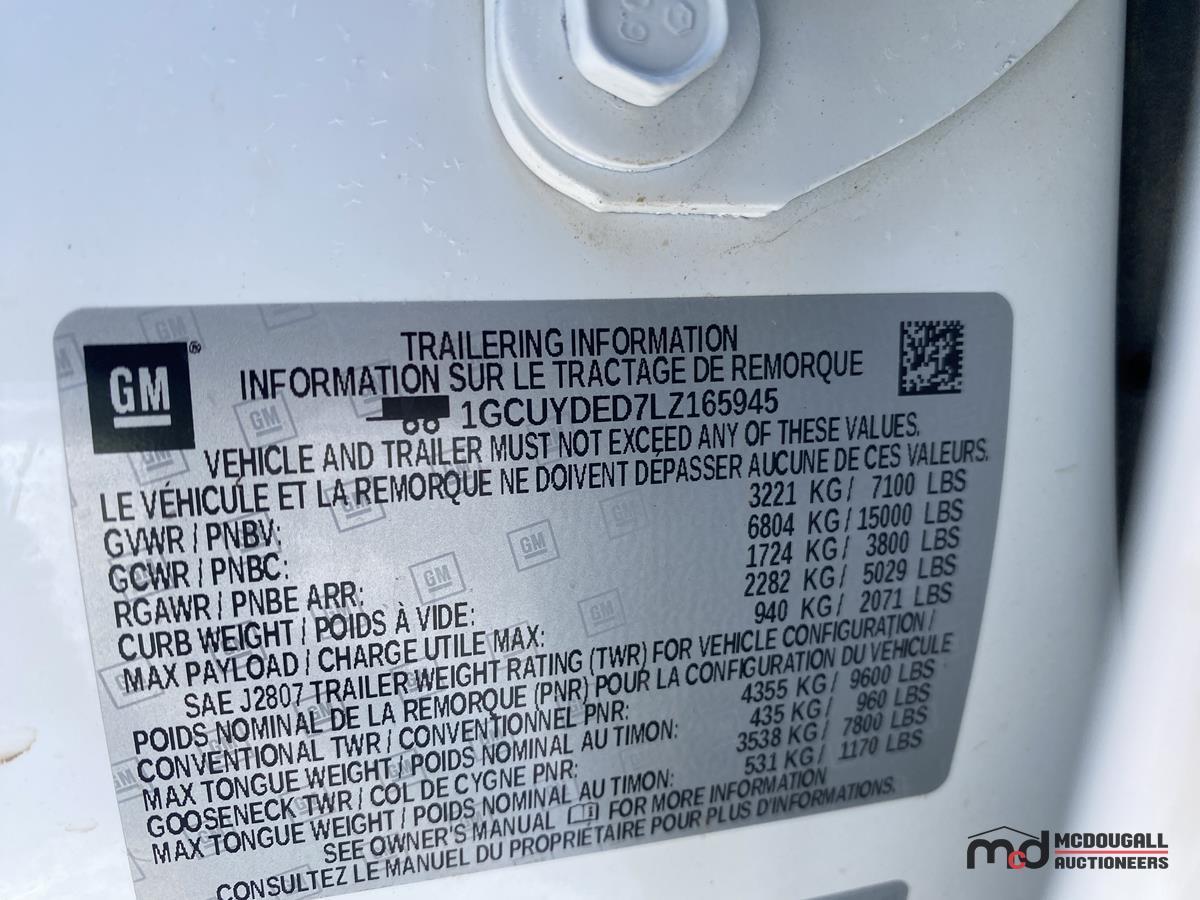 GM
®
TRAILERING INFORMATION
INFORMATION SUR LE TRACTAGE DE REMORQUE
1GCUYDED7LZ165945
VEHICLE AND TRAILER MUST NOT EXCEED ANY OF THESE VALUES.
LE VÉHICULE ET LA REMORQUE NE DOIVENT DÉPASSER AUCUNE DE CES VALEURS.
GVWR / PNBV: 3221 KG / 7100 LBS
GCWR / PNBC: 6804 KG / 15000 LBS
RGAWR / PNBE ARR: 1724 KG / 3800 LBS
CURB WEIGHT / POIDS À VIDE: 2282 KG / 5029 LBS
MAX PAYLOAD / CHARGE UTILE MAX: 940 KG / 2071 LBS
SAE J2807 TRAILER WEIGHT RATING (TWR) FOR VEHICLE CONFIGURATION /
POIDS NOMINAL DE LA REMORQUE (PNR) POUR LA CONFIGURATION DU VÉHICULE
CONVENTIONAL TWR / CONVENTIONNEL PNR: 4355 KG / 9600 LBS
MAX TONGUE WEIGHT / POIDS NOMINAL AU TIMON: 435 KG / 960 LBS
GOOSENECK TWR / COL DE CYGNE PNR: 3538 KG / 7800 LBS
MAX TONGUE WEIGHT / POIDS NOMINAL AU TIMON: 531 KG / 1170 LBS
SEE OWNER'S MANUAL FOR MORE INFORMATION
CONSULTEZ LE MANUEL DU PROPRIÉTAIRE POUR PLUS D'INFORMATIONS.
mcd MCDOUGALL
AUCTIONEERS